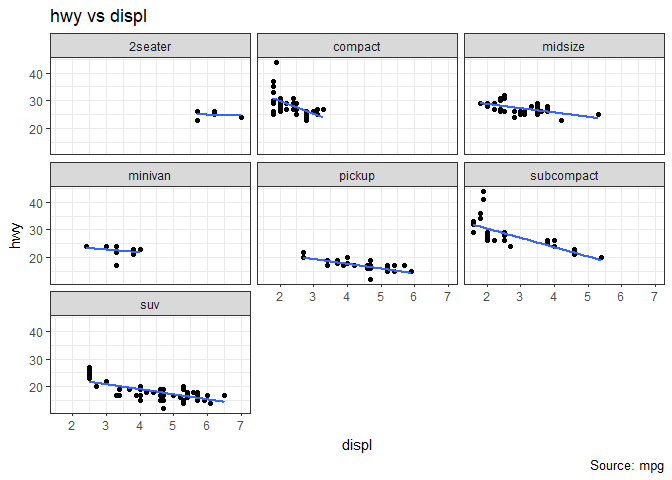 hwy vs displ
2seater compact midsize
40
30
20
minivan pickup subcompact
40
30
20
hwy
2 3 4 5 6 7 2 3 4 5 6 7
suv
40
30
20
2 3 4 5 6 7
displ
Source: mpg